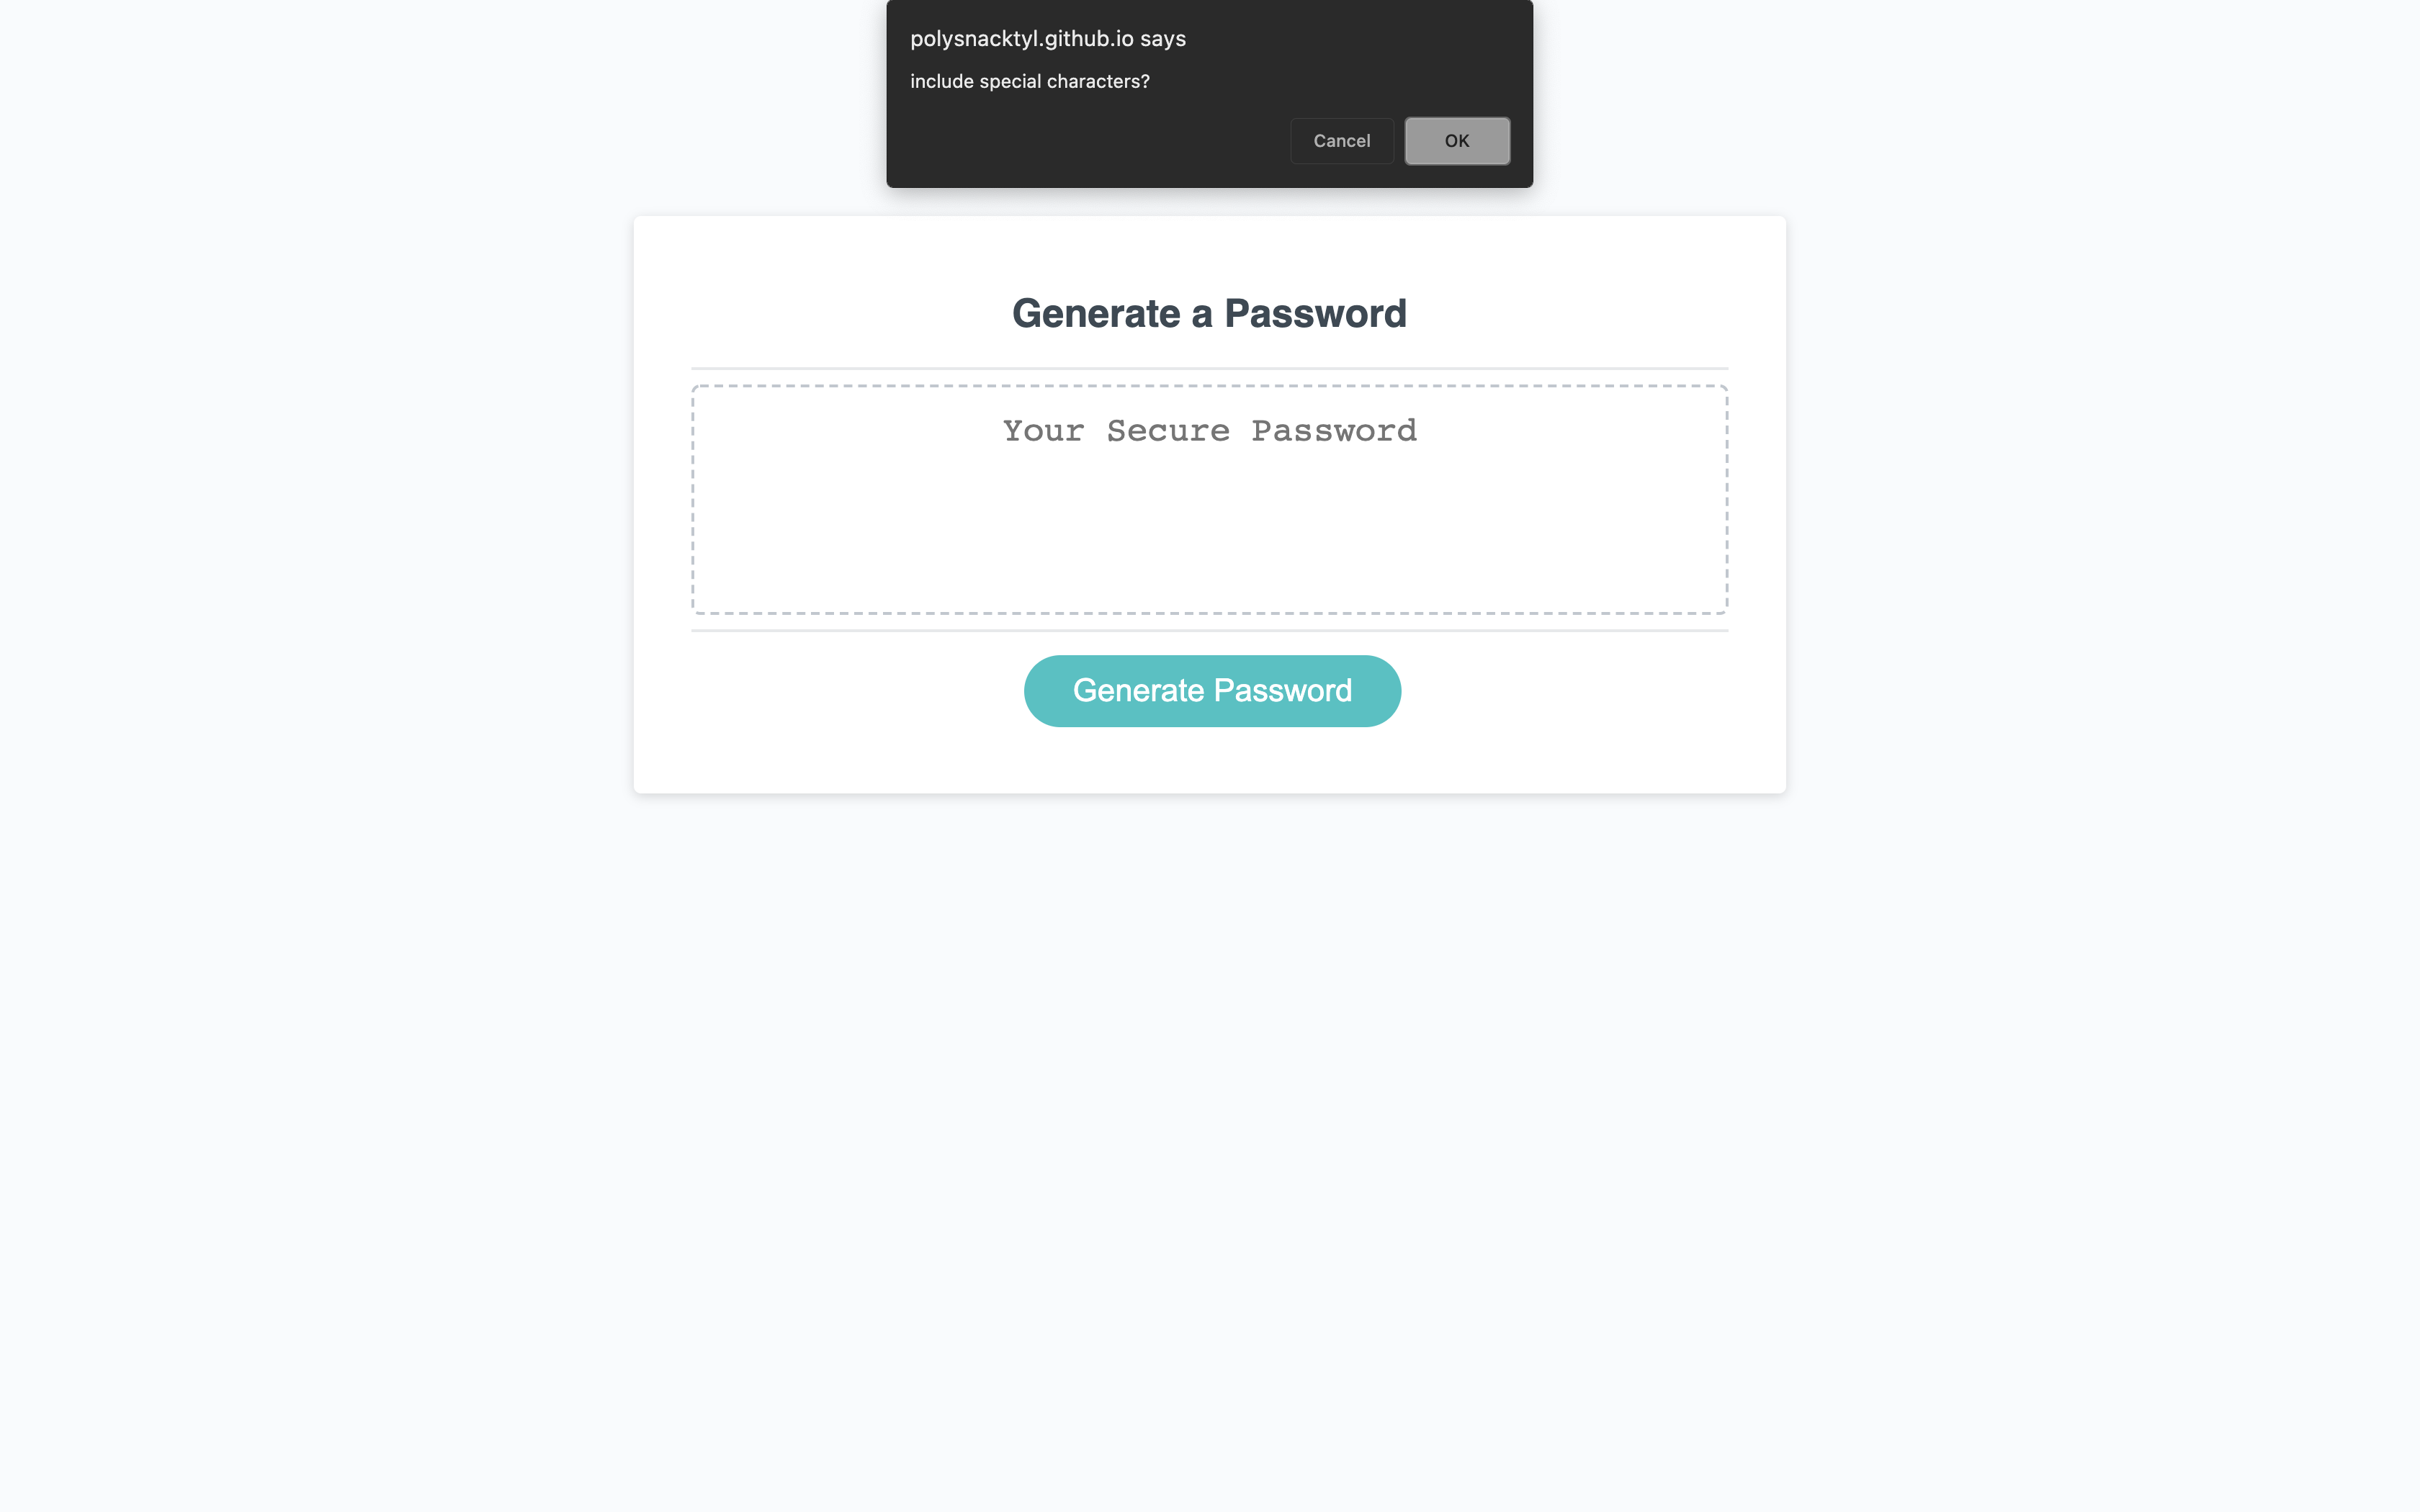 polysnacktyl.github.io says
include special characters?
Cancel
OK
Generate a Password
Your Secure Password
Generate Password